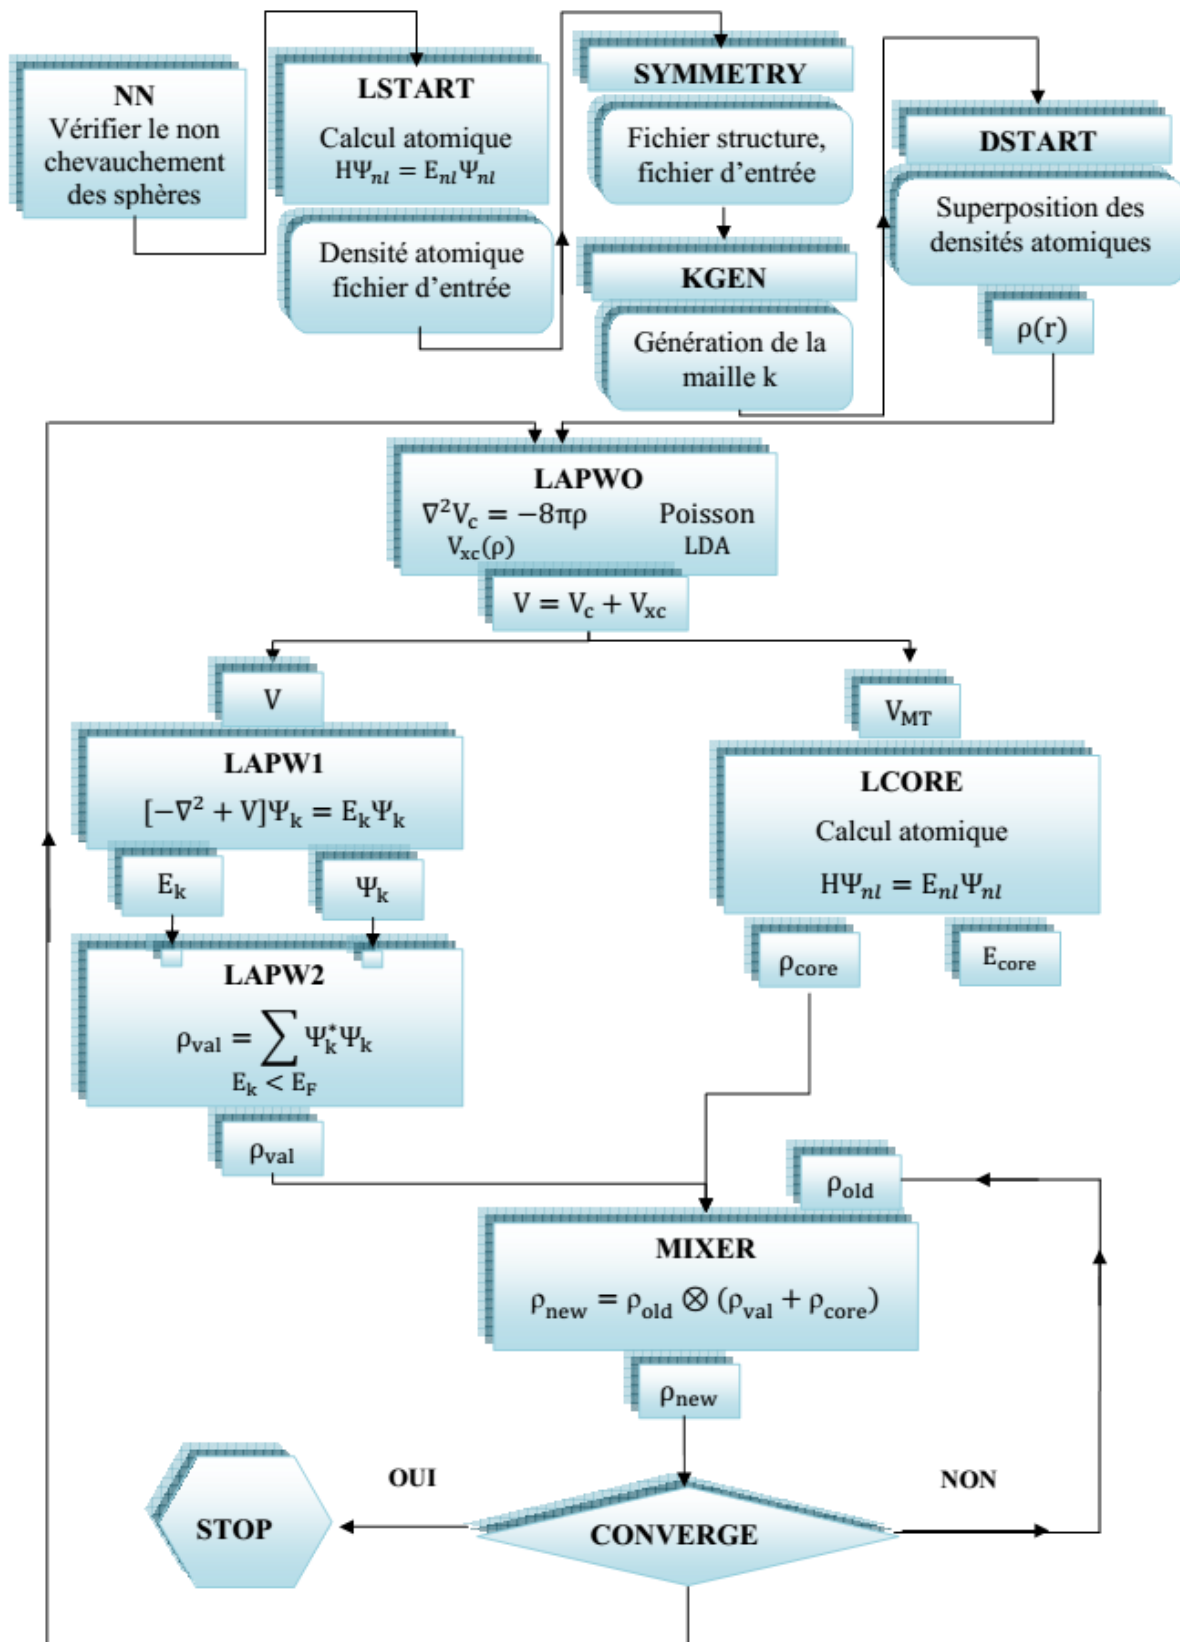 NN
Vérifier le non
chevauchement
des sphères
LSTART
Calcul atomique
HΨnl = EnlΨnl
Densité atomique
fichier d'entrée
SYMMETRY
Fichier structure,
fichier d'entrée
KGEN
Génération de la
maille k
DSTART
Superposition des
densités atomiques
ρ(r)
LAPWO
∇²Vc = −8πρ Poisson
Vxc(ρ) LDA
V = Vc + Vxc
V
LAPW1
[−∇² + V]Ψk = EkΨk
Ek
Ψk
LAPW2
ρval = ∑ Ψk*Ψk
Ek < EF
ρval
VMT
LCORE
Calcul atomique
HΨnl = EnlΨnl
ρcore
Ecore
ρold
MIXER
ρnew = ρold ⊗ (ρval + ρcore)
ρnew
OUI
NON
STOP
CONVERGE